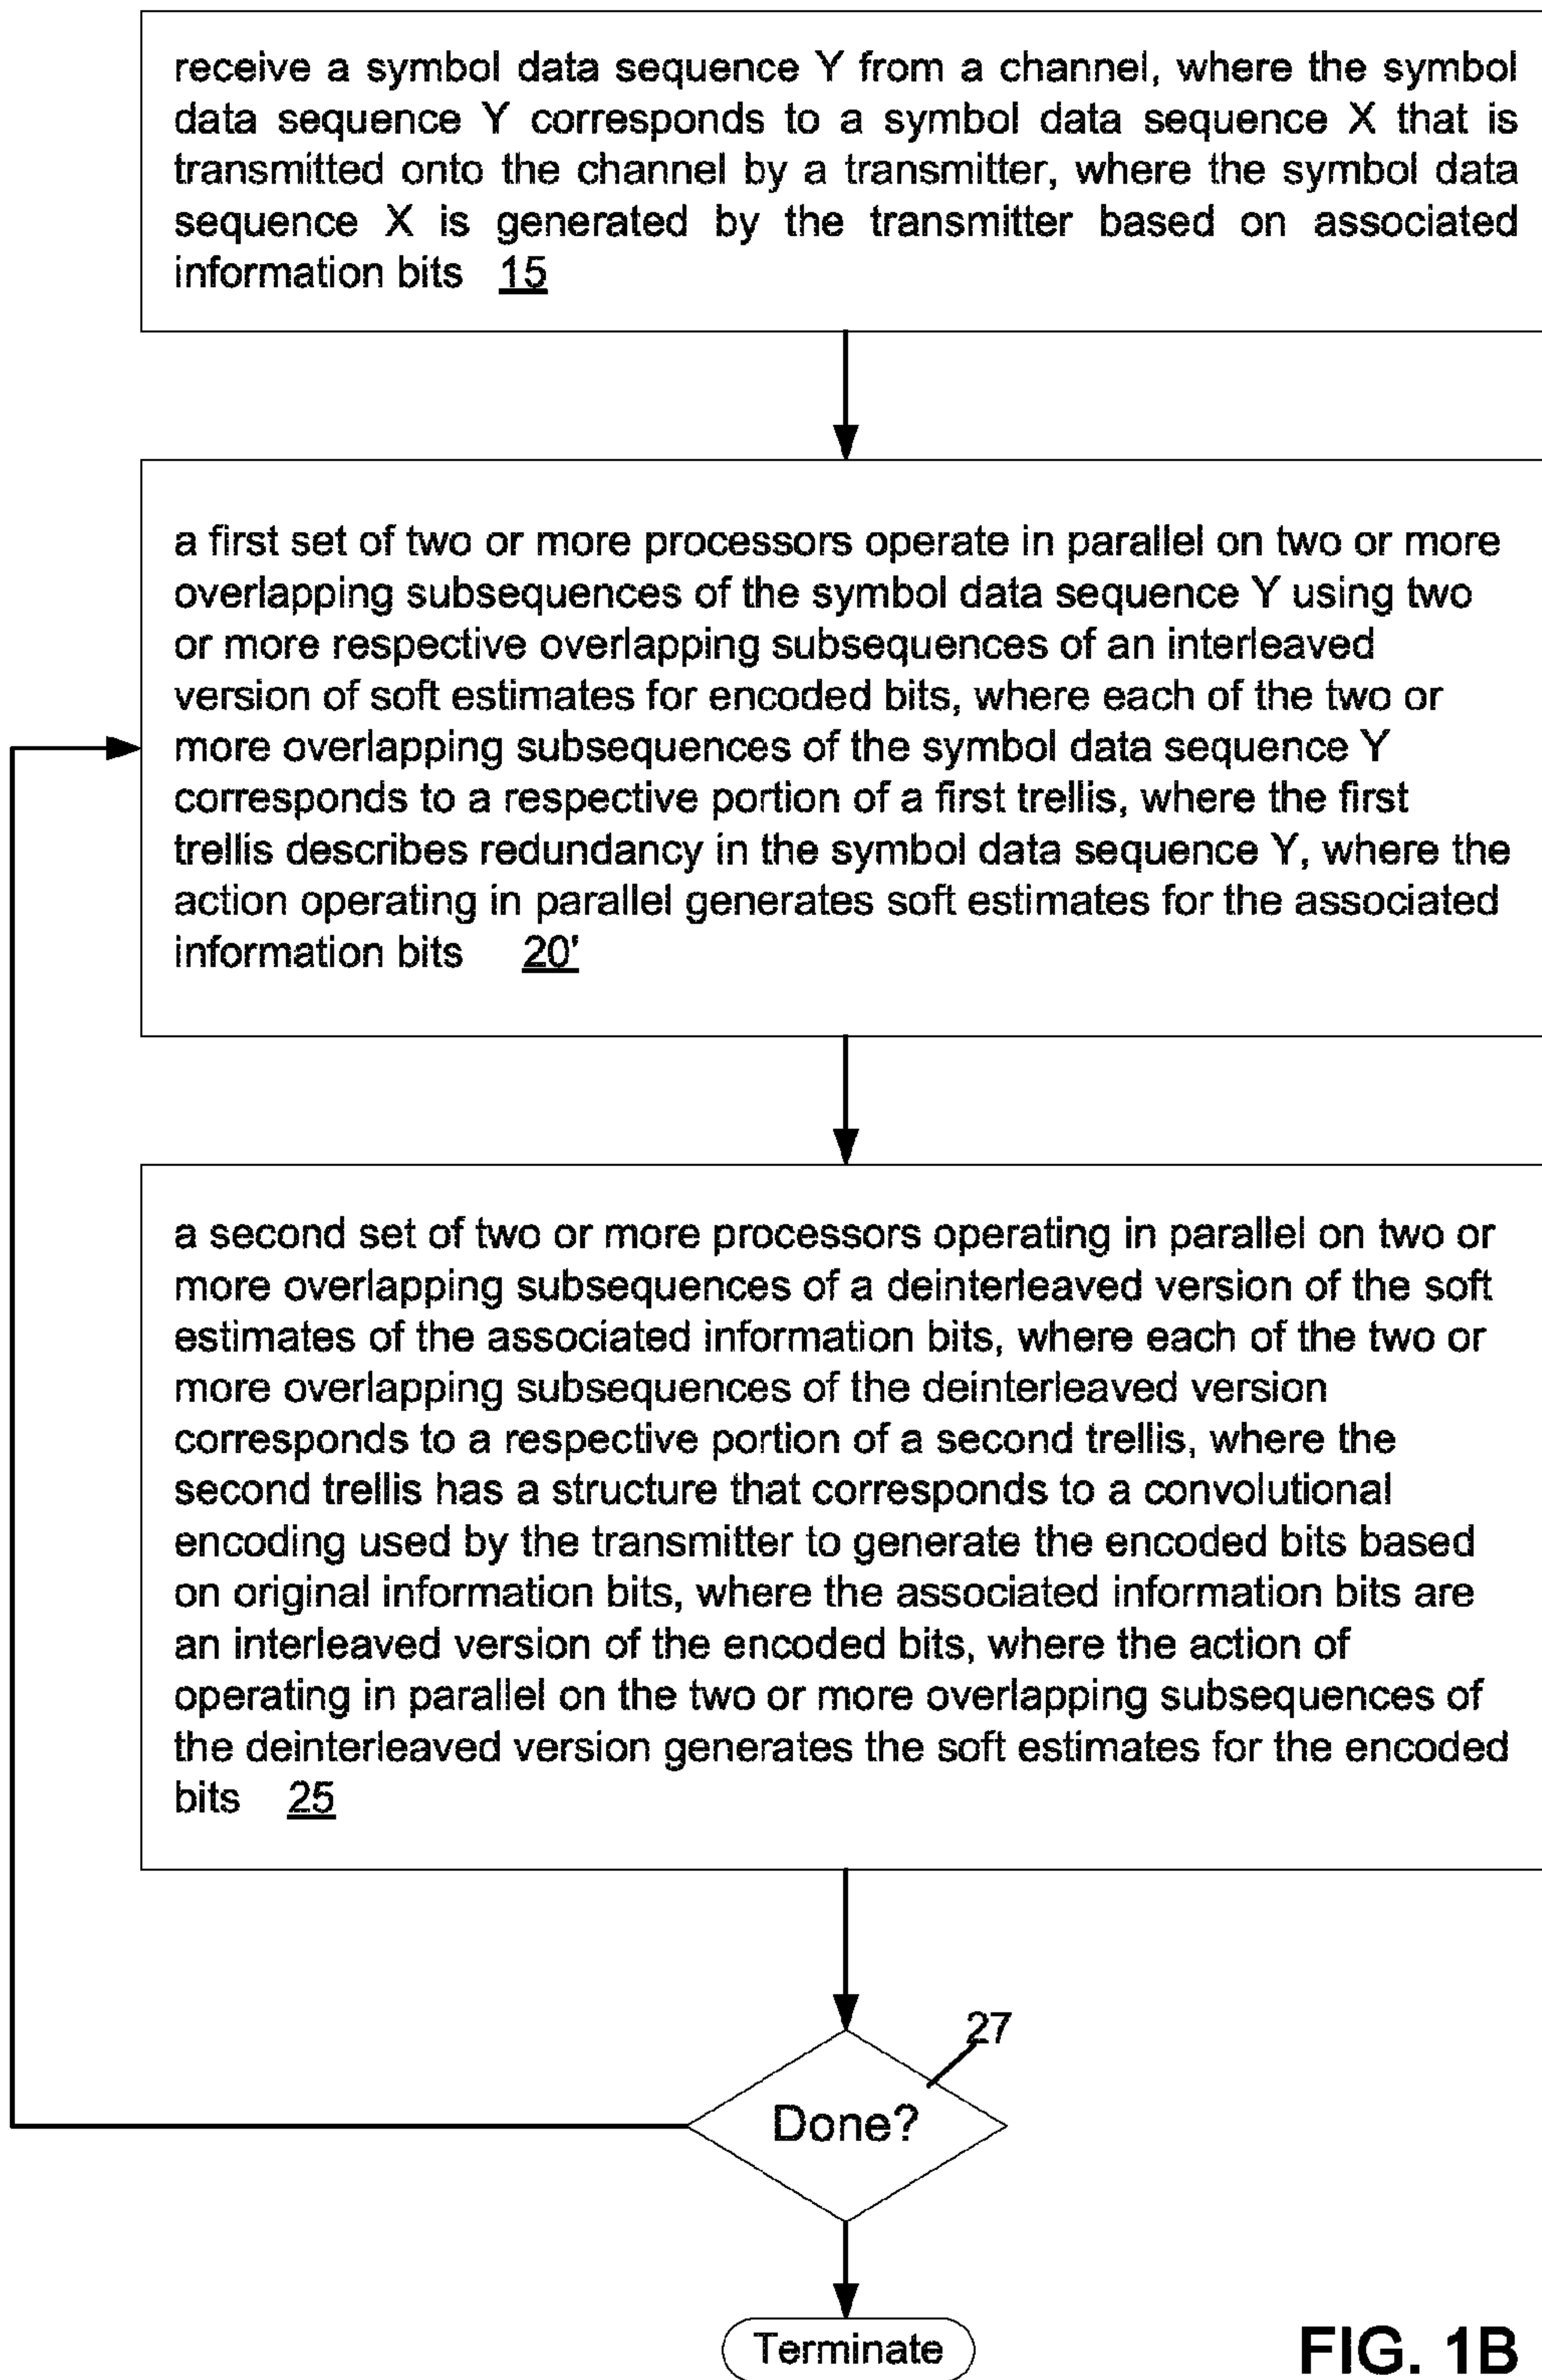 receive a symbol data sequence Y from a channel, where the symbol
data sequence Y corresponds to a symbol data sequence X that is
transmitted onto the channel by a transmitter, where the symbol data
sequence X is generated by the transmitter based on associated
information bits 15
a first set of two or more processors operate in parallel on two or more
overlapping subsequences of the symbol data sequence Y using two
or more respective overlapping subsequences of an interleaved
version of soft estimates for encoded bits, where each of the two or
more overlapping subsequences of the symbol data sequence Y
corresponds to a respective portion of a first trellis, where the first
trellis describes redundancy in the symbol data sequence Y, where the
action operating in parallel generates soft estimates for the associated
information bits 20'
a second set of two or more processors operating in parallel on two or
more overlapping subsequences of a deinterleaved version of the soft
estimates of the associated information bits, where each of the two or
more overlapping subsequences of the deinterleaved version
corresponds to a respective portion of a second trellis, where the
second trellis has a structure that corresponds to a convolutional
encoding used by the transmitter to generate the encoded bits based
on original information bits, where the associated information bits are
an interleaved version of the encoded bits, where the action of
operating in parallel on the two or more overlapping subsequences of
the deinterleaved version generates the soft estimates for the encoded
bits 25
27
Done?
Terminate
FIG. 1B